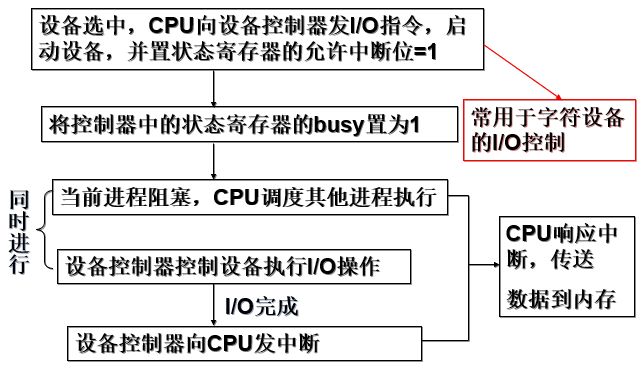 设备选中，CPU向设备控制器发I/O指令，启
动设备，并置状态寄存器的允许中断位=1
常用于字符设备
的I/O控制
将控制器中的状态寄存器的busy置为1
同时进行
当前进程阻塞，CPU调度其他进程执行
设备控制器控制设备执行I/O操作
CPU响应中
断，传送
数据到内存
I/O完成
设备控制器向CPU发中断